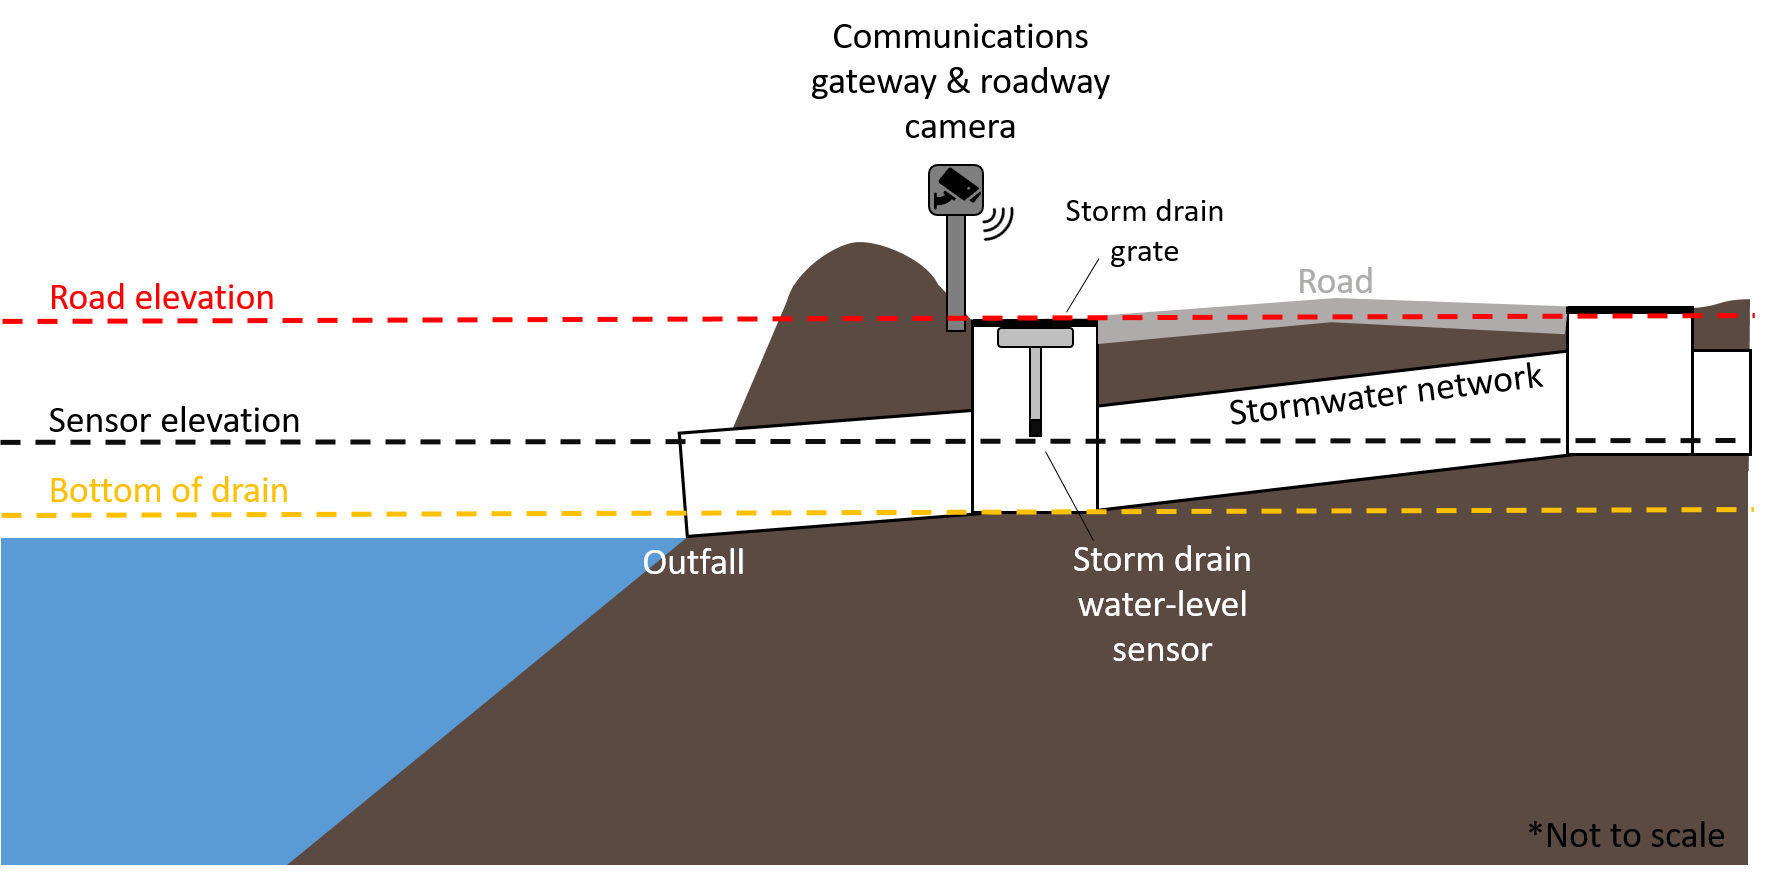 Communications
gateway & roadway
camera
Storm drain
grate
Road elevation
Road
Sensor elevation
Stormwater network
Bottom of drain
Outfall
Storm drain
water-level
sensor
*Not to scale